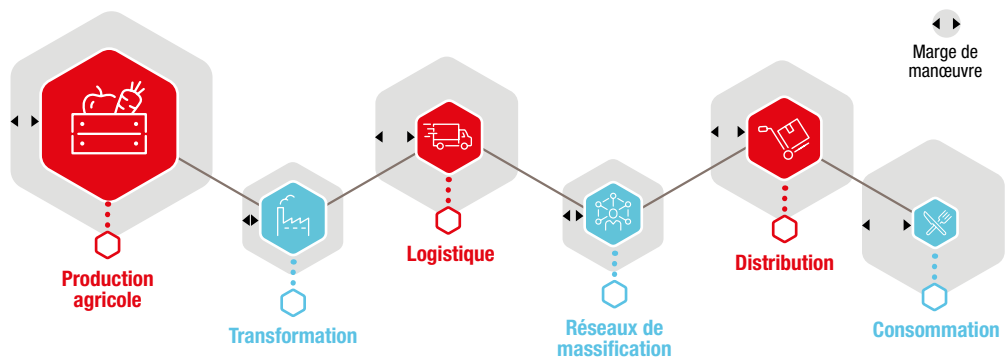 Marge de
manœuvre
Production
agricole
Transformation
Logistique
Réseaux de
massification
Distribution
Consommation